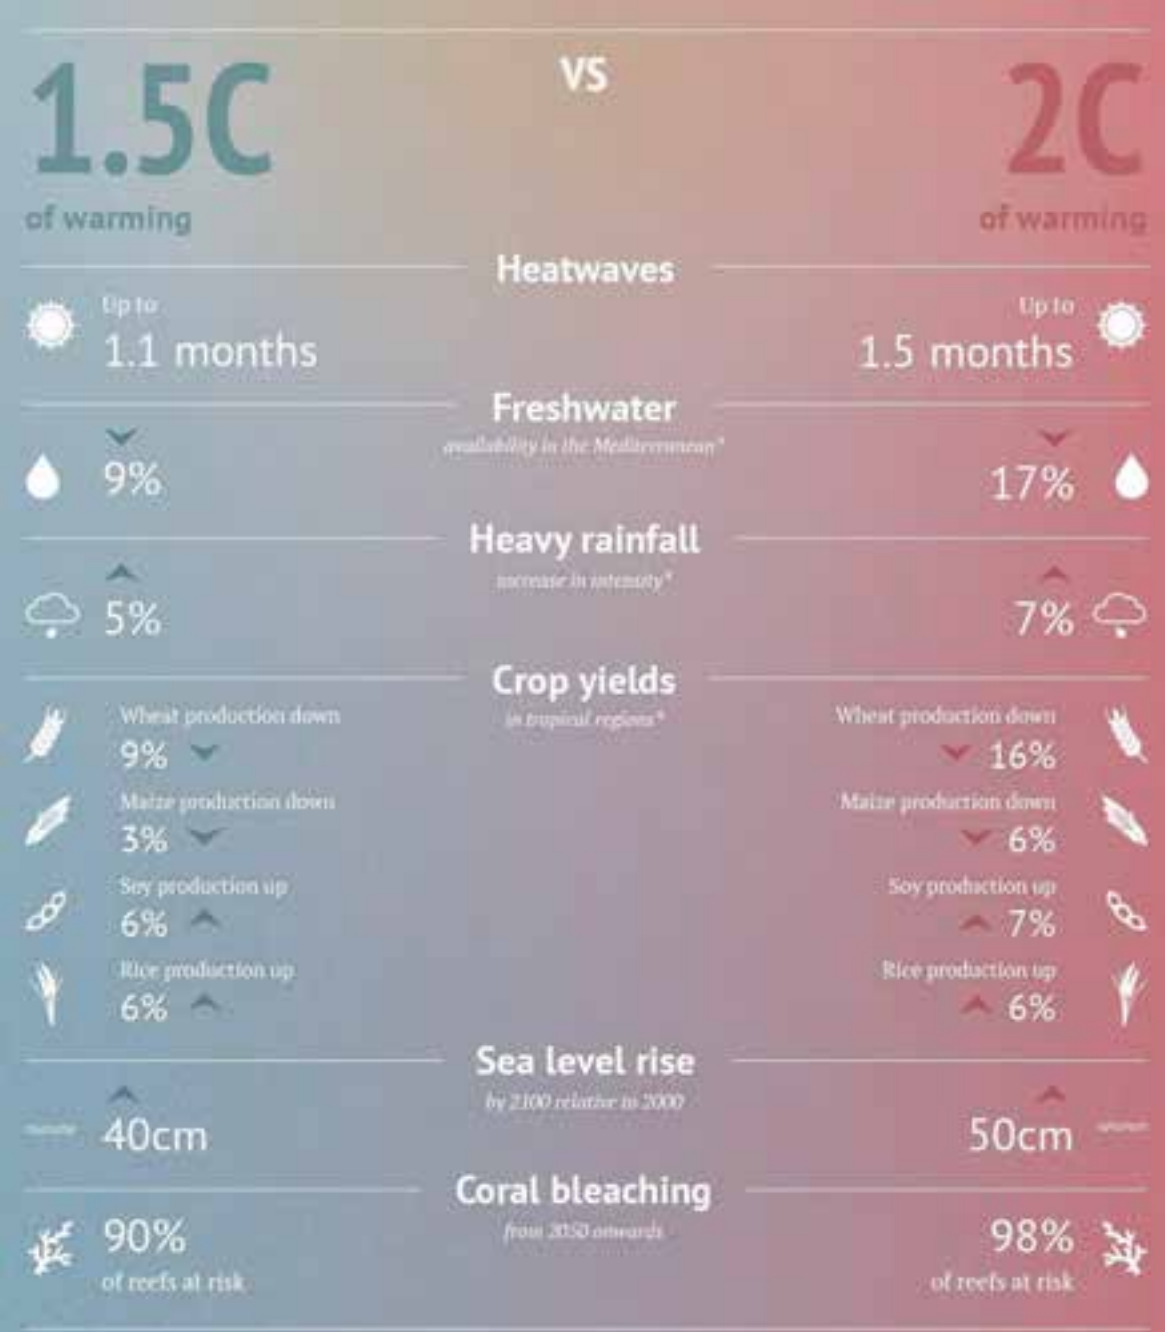 1.5C VS 2C
of warming of warming
Heatwaves
Up to Up to
1.1 months 1.5 months
Freshwater
availability in the Mediterranean*
9% 17%
Heavy rainfall
increase in intensity*
5% 7%
Crop yields
in tropical regions*
Wheat production down Wheat production down
9% 16%
Maize production down Maize production down
3% 6%
Soy production up Soy production up
6% 7%
Rice production up Rice production up
6% 6%
Sea level rise
by 2100 relative to 2000
40cm 50cm
Coral bleaching
from 2050 onwards
90% 98%
of reefs at risk of reefs at risk